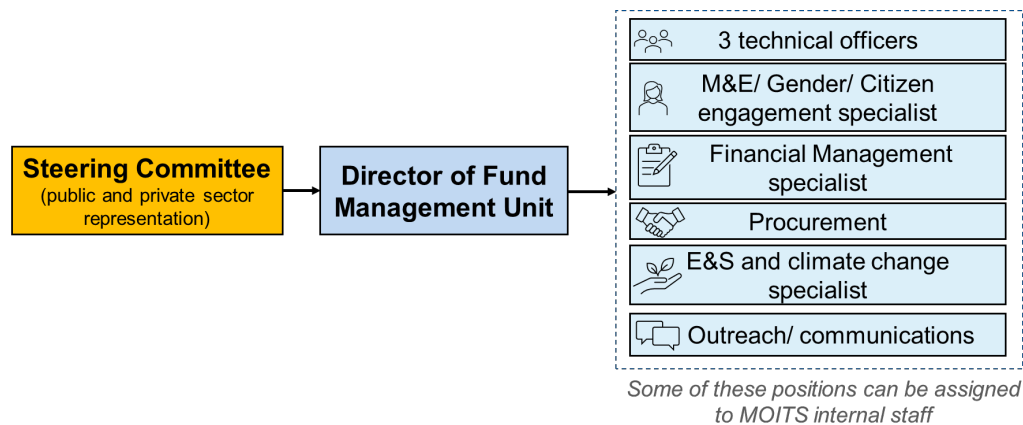 Steering Committee
(public and private sector
representation)
Director of Fund
Management Unit
3 technical officers
M&E/ Gender/ Citizen
engagement specialist
Financial Management
specialist
Procurement
E&S and climate change
specialist
Outreach/ communications
Some of these positions can be assigned
to MOITS internal staff